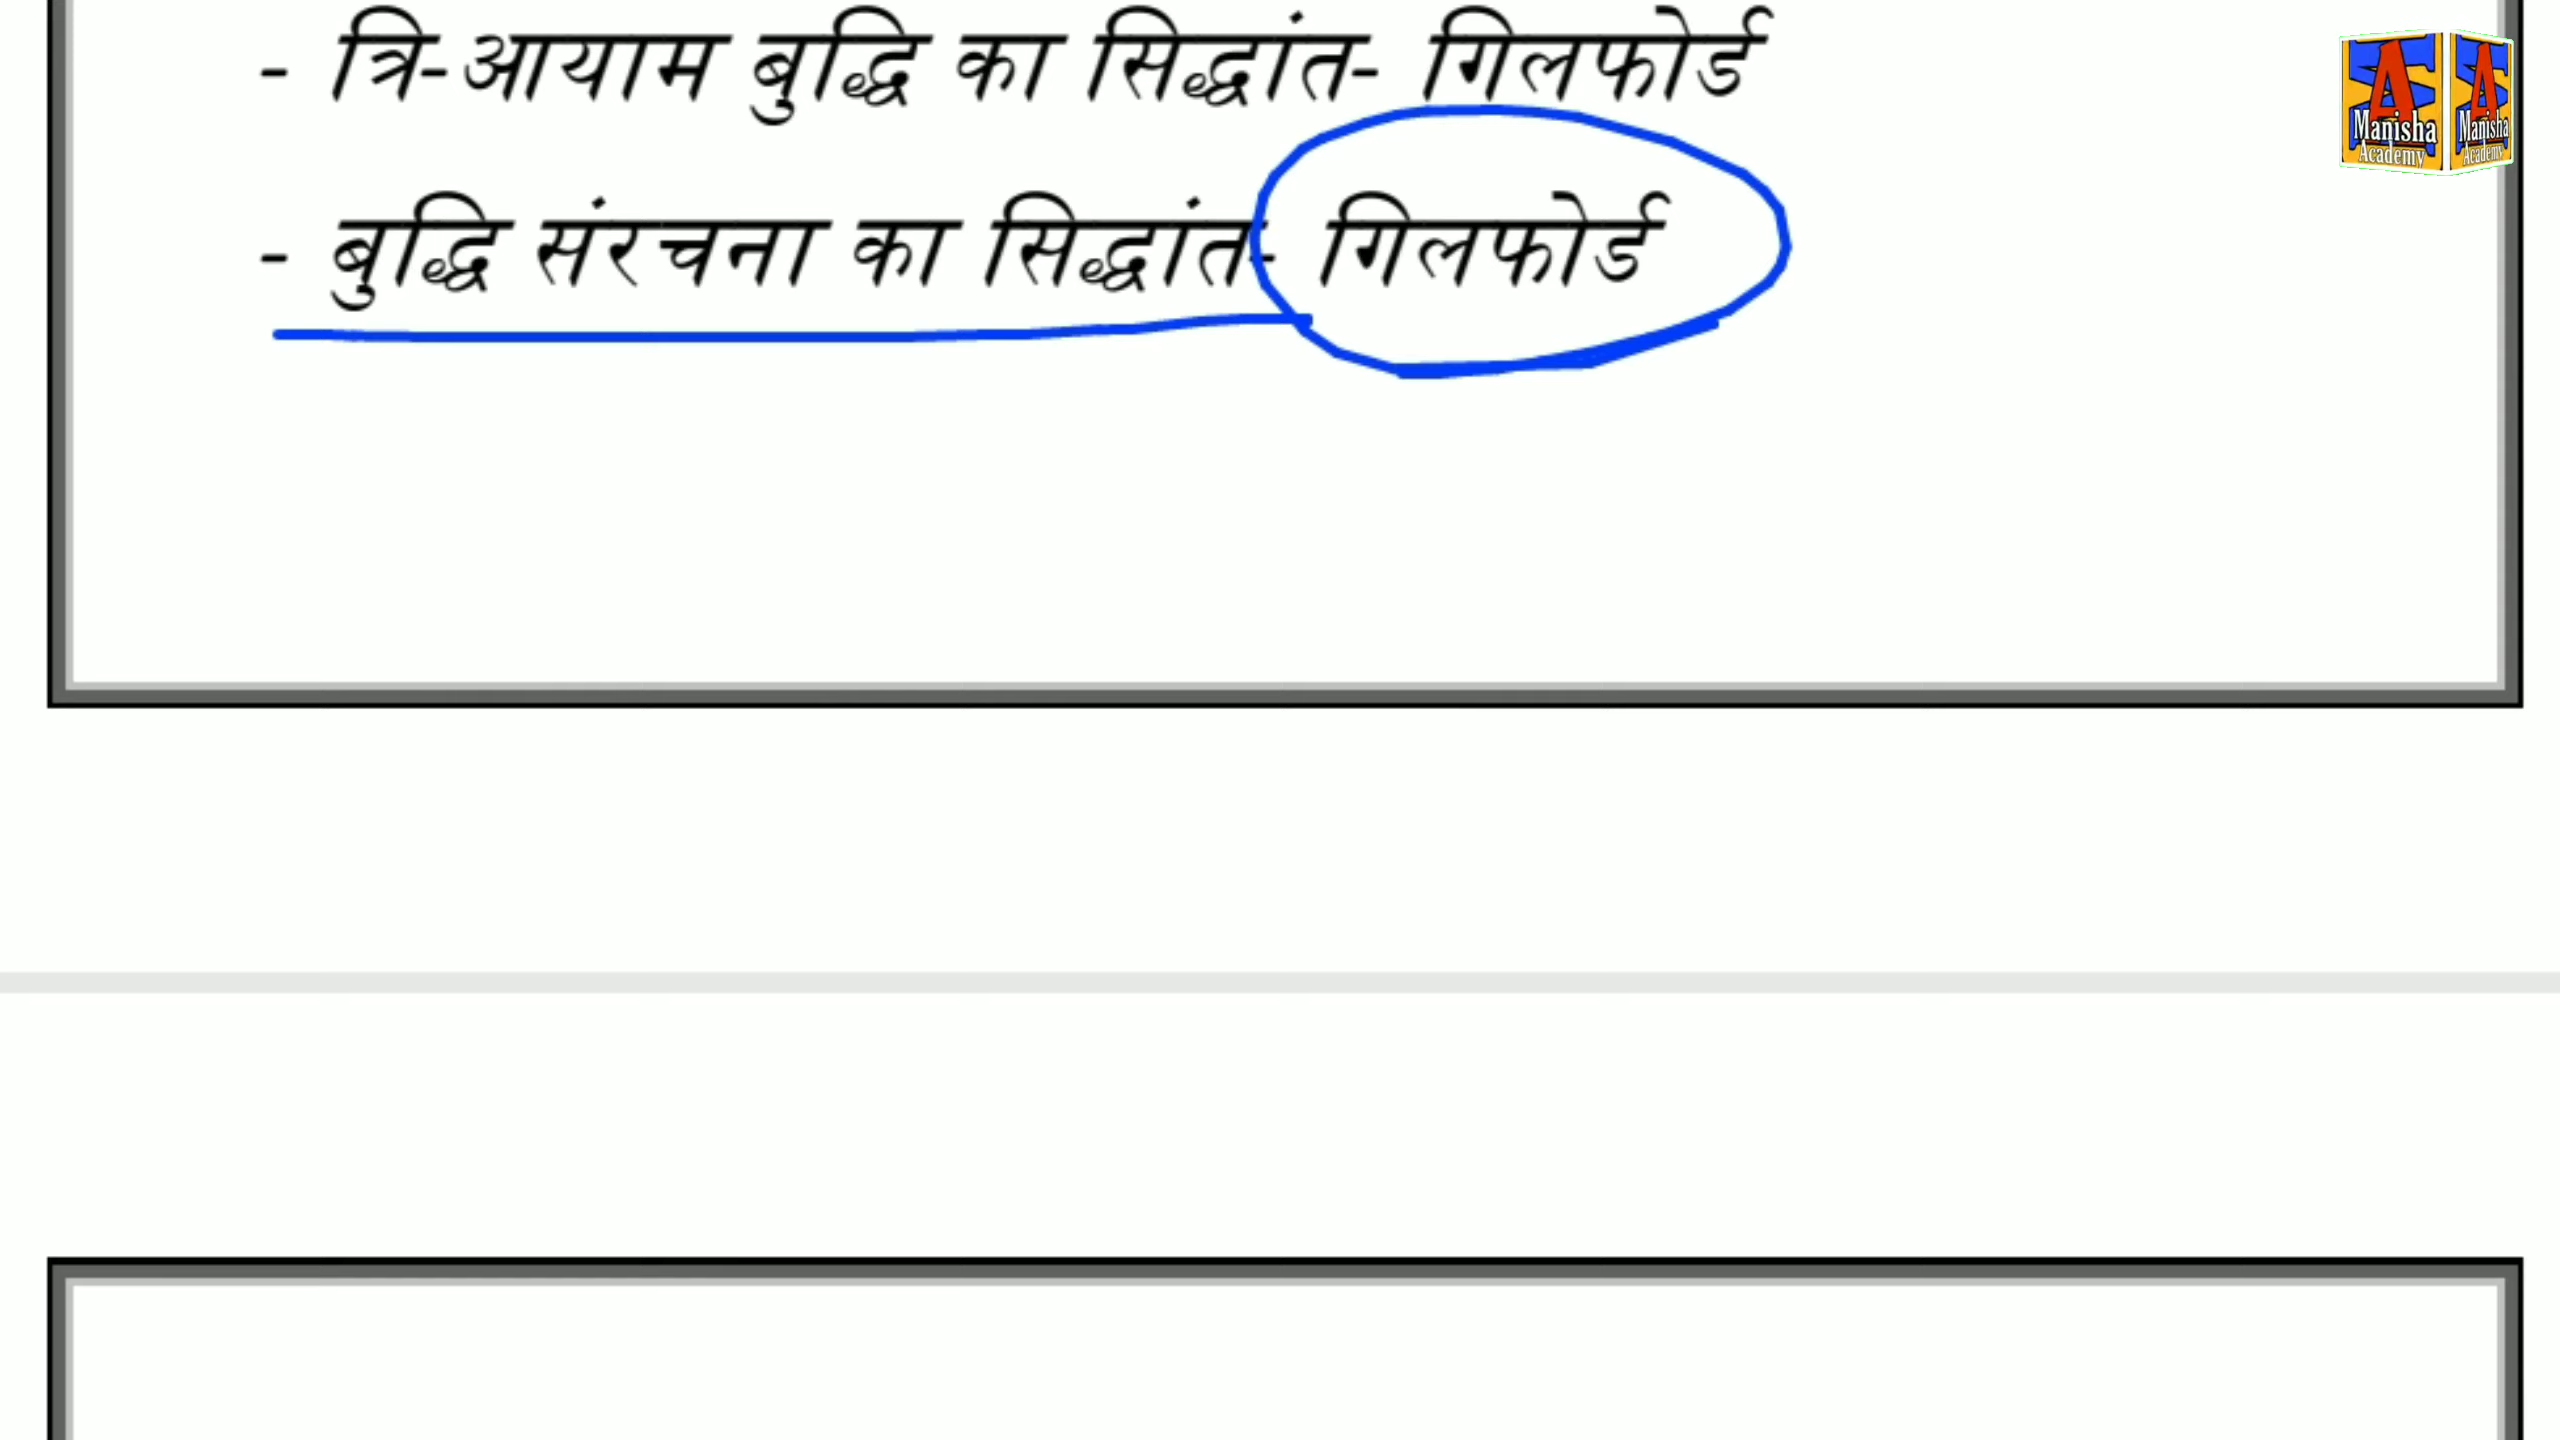 - त्रि-आयाम बुद्धि का सिद्धांत- गिलफोर्ड
- बुद्धि संरचना का सिद्धांत- गिलफोर्ड
A A
Manisha Manisha
Academy Academy